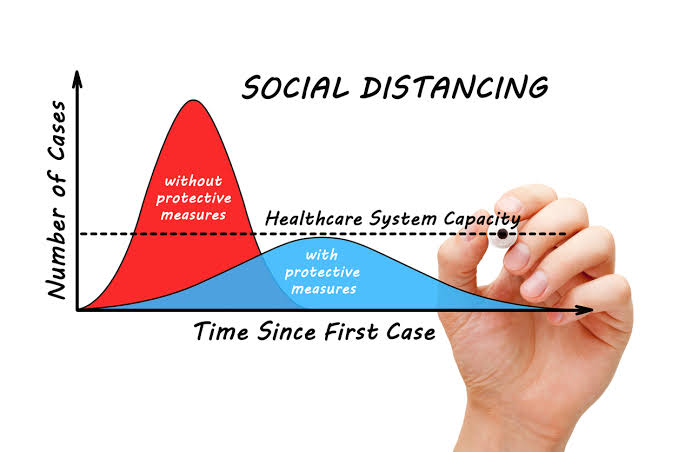 SOCIAL DISTANCING
Number of Cases
without
protective
measures
Healthcare System Capacity
with
protective
measures
Time Since First Case